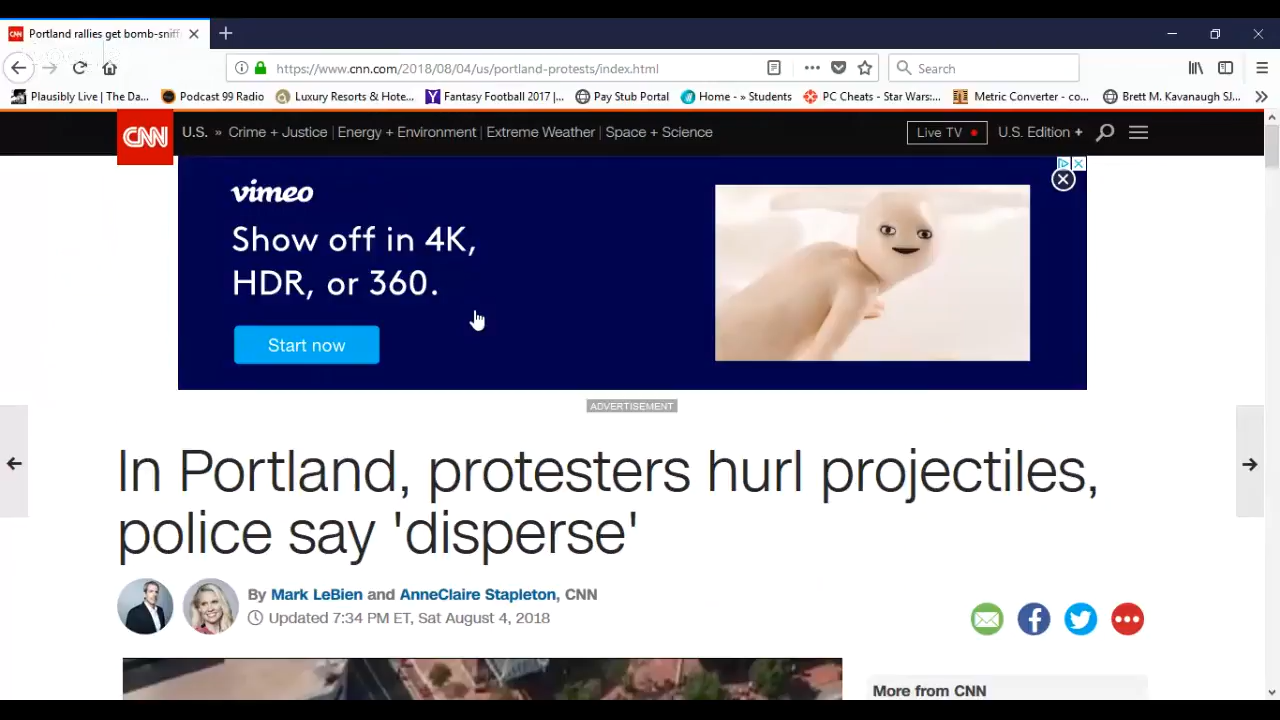 Portland rallies get bomb-sniff
https://www.cnn.com/2018/08/04/us/portland-protests/index.html
Search
Plausibly Live | The Da...
Podcast 99 Radio
Luxury Resorts & Hote...
Fantasy Football 2017 |...
Pay Stub Portal
Home - » Students
PC Cheats - Star Wars:...
Metric Converter - co...
Brett M. Kavanaugh SJ...
CNN
U.S. » Crime + Justice | Energy + Environment | Extreme Weather | Space + Science
Live TV
U.S. Edition +
vimeo
Show off in 4K,
HDR, or 360.
Start now
ADVERTISEMENT
In Portland, protesters hurl projectiles,
police say 'disperse'
By Mark LeBien and AnneClaire Stapleton, CNN
Updated 7:34 PM ET, Sat August 4, 2018
More from CNN